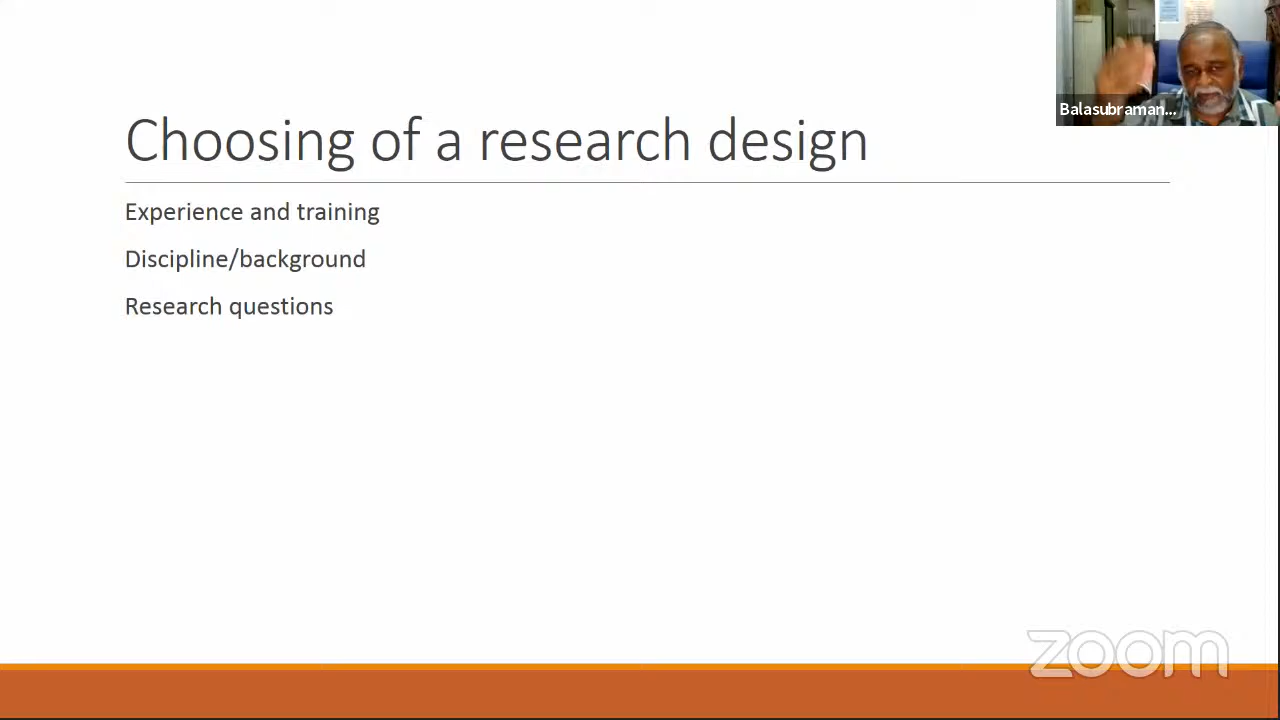 Choosing of a research design
Balasubraman...
Experience and training
Discipline/background
Research questions
zoom